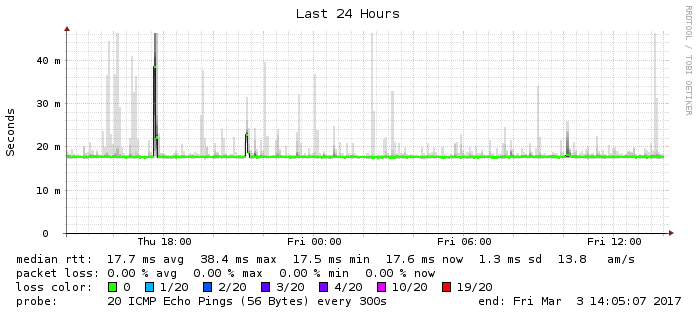 Last 24 Hours
RRDTOOL / TOBI OETIKER
Seconds
40 m
30 m
20 m
10 m
0
Thu 18:00 Fri 00:00 Fri 06:00 Fri 12:00
median rtt: 17.7 ms avg 38.4 ms max 17.5 ms min 17.6 ms now 1.3 ms sd 13.8 am/s
packet loss: 0.00 % avg 0.00 % max 0.00 % min 0.00 % now
loss color: 0 1/20 2/20 3/20 4/20 10/20 19/20
probe: 20 ICMP Echo Pings (56 Bytes) every 300s end: Fri Mar 3 14:05:07 2017